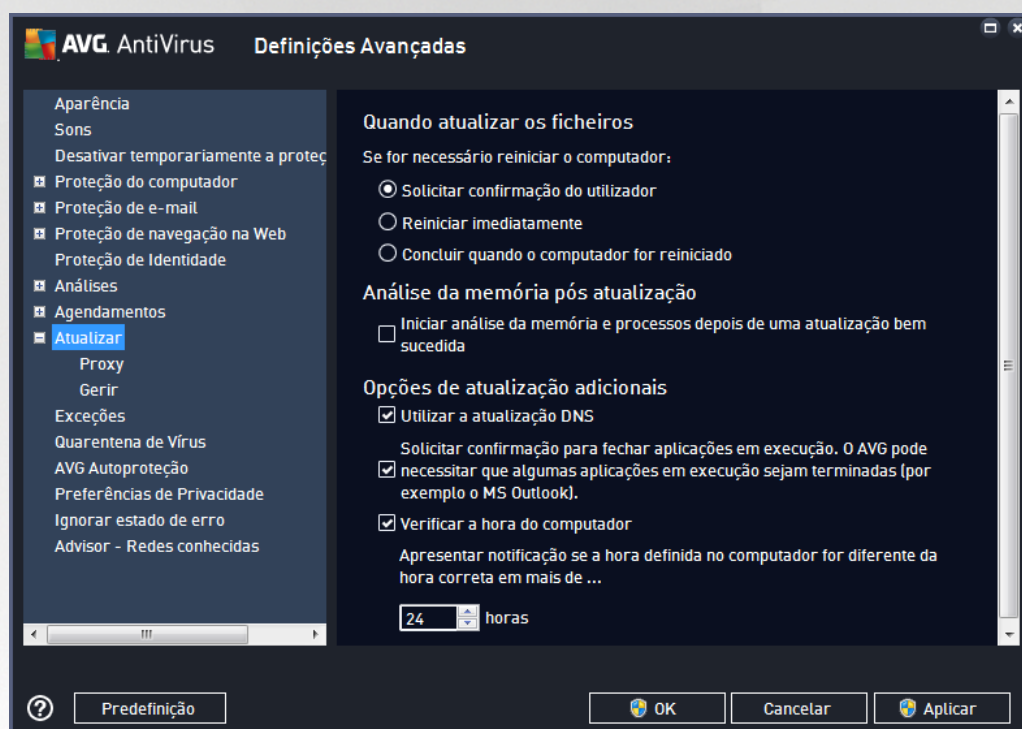 AVG. AntiVirus Definições Avançadas
Aparência
Sons
Desativar temporariamente a proteç
Proteção do computador
Proteção de e-mail
Proteção de navegação na Web
Proteção de Identidade
Análises
Agendamentos
Atualizar
Proxy
Gerir
Exceções
Quarentena de Vírus
AVG Autoproteção
Preferências de Privacidade
Ignorar estado de erro
Advisor - Redes conhecidas
Quando atualizar os ficheiros
Se for necessário reiniciar o computador:
Solicitar confirmação do utilizador
Reiniciar imediatamente
Concluir quando o computador for reiniciado
Análise da memória pós atualização
Iniciar análise da memória e processos depois de uma atualização bem
sucedida
Opções de atualização adicionais
Utilizar a atualização DNS
Solicitar confirmação para fechar aplicações em execução. O AVG pode
necessitar que algumas aplicações em execução sejam terminadas (por
exemplo o MS Outlook).
Verificar a hora do computador
Apresentar notificação se a hora definida no computador for diferente da
hora correta em mais de ...
24 horas
? Predefinição OK Cancelar Aplicar